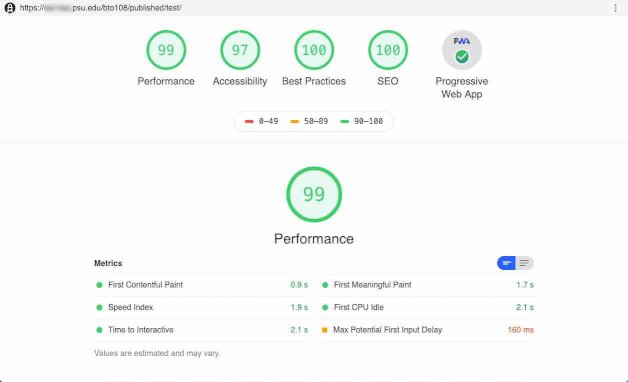 https://.psu.edu/bto108/published/test/
99 97 100 100 PWA
Performance Accessibility Best Practices SEO Progressive
Web App
0–49 50–89 90–100
99
Performance
Metrics
First Contentful Paint 0.9 s First Meaningful Paint 1.7 s
Speed Index 1.9 s First CPU Idle 2.1 s
Time to Interactive 2.1 s Max Potential First Input Delay 160 ms
Values are estimated and may vary.